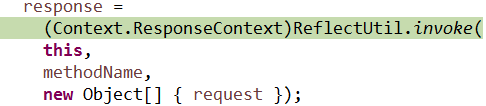 response =
(Context.ResponseContext)ReflectUtil.invoke(
this,
methodName,
new Object[] { request });